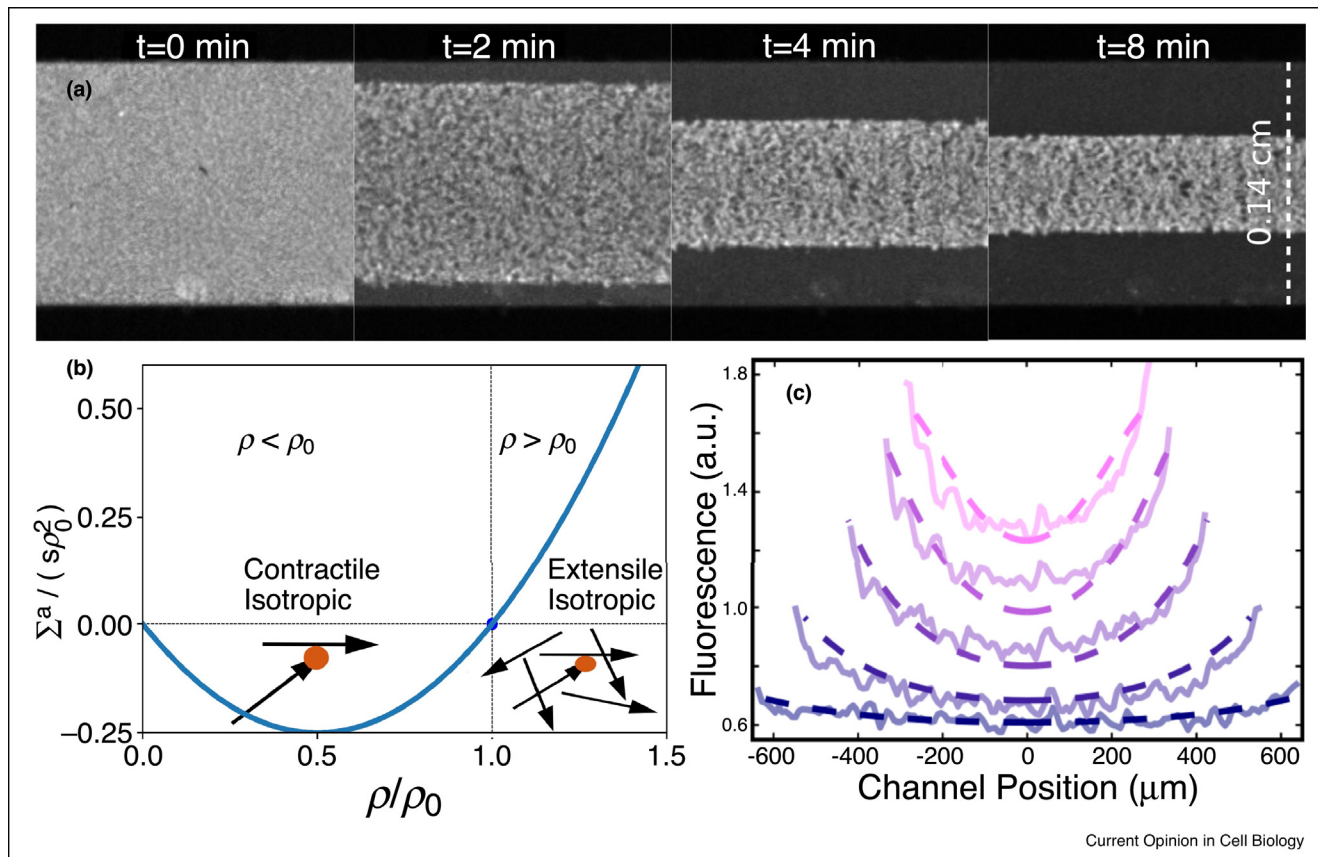 t=0 min t=2 min t=4 min t=8 min
(a)
0.14 cm
(b)
Σᵃ / ( sρ₀² )
0.50
0.25
0.00
−0.25
ρ < ρ₀ ρ > ρ₀
Contractile Extensile
Isotropic Isotropic
0.0 0.5 1.0 1.5
ρ/ρ₀
(c)
Fluorescence (a.u.)
1.8
1.4
1.0
0.6
-600 -400 -200 0 200 400 600
Channel Position (μm)
Current Opinion in Cell Biology